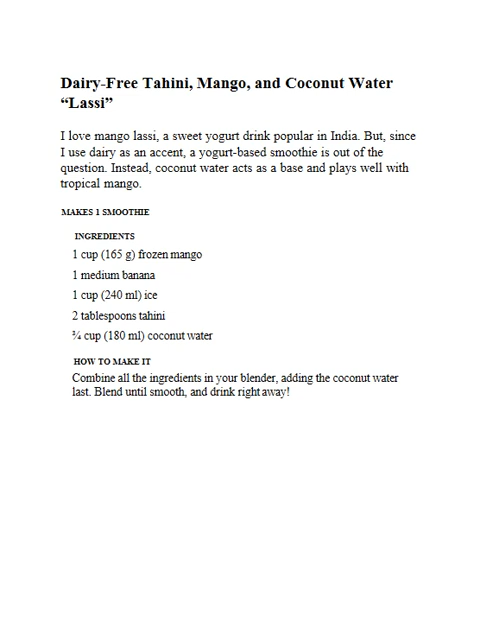 Dairy-Free Tahini, Mango, and Coconut Water
“Lassi”
I love mango lassi, a sweet yogurt drink popular in India. But, since
I use dairy as an accent, a yogurt-based smoothie is out of the
question. Instead, coconut water acts as a base and plays well with
tropical mango.
MAKES 1 SMOOTHIE
INGREDIENTS
1 cup (165 g) frozen mango
1 medium banana
1 cup (240 ml) ice
2 tablespoons tahini
¾ cup (180 ml) coconut water
HOW TO MAKE IT
Combine all the ingredients in your blender, adding the coconut water
last. Blend until smooth, and drink right away!